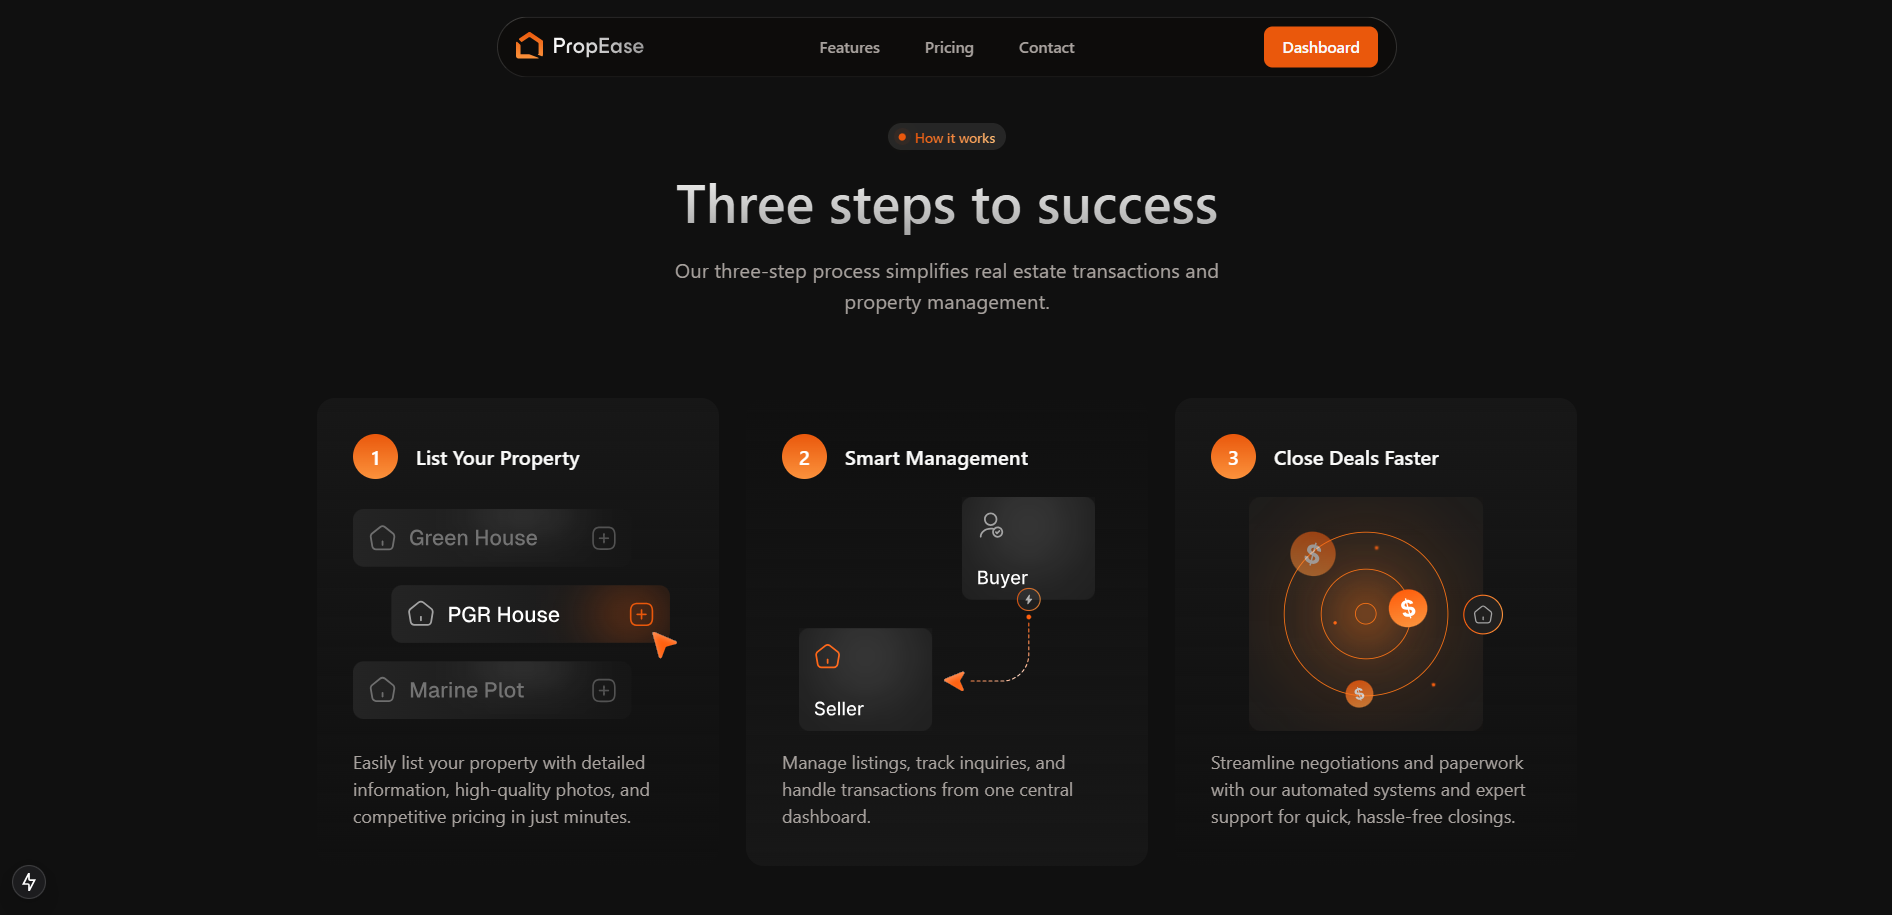 PropEase
Features
Pricing
Contact
Dashboard
How it works
Three steps to success
Our three-step process simplifies real estate transactions and
property management.
1
List Your Property
Green House
PGR House
Marine Plot
Easily list your property with detailed
information, high-quality photos, and
competitive pricing in just minutes.
2
Smart Management
Buyer
Seller
Manage listings, track inquiries, and
handle transactions from one central
dashboard.
3
Close Deals Faster
$
$
$
Streamline negotiations and paperwork
with our automated systems and expert
support for quick, hassle-free closings.